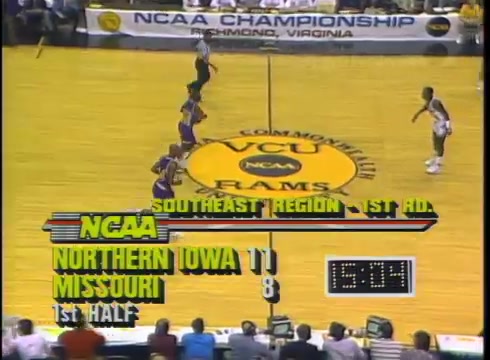 NCAA CHAMPIONSHIP
RICHMOND, VIRGINIA
COMMONWEALTH
VCU
NCAA
RAMS
SOUTHEAST REGION - 1ST RD.
NCAA
NORTHERN IOWA 11
MISSOURI 8
1st HALF
15:04